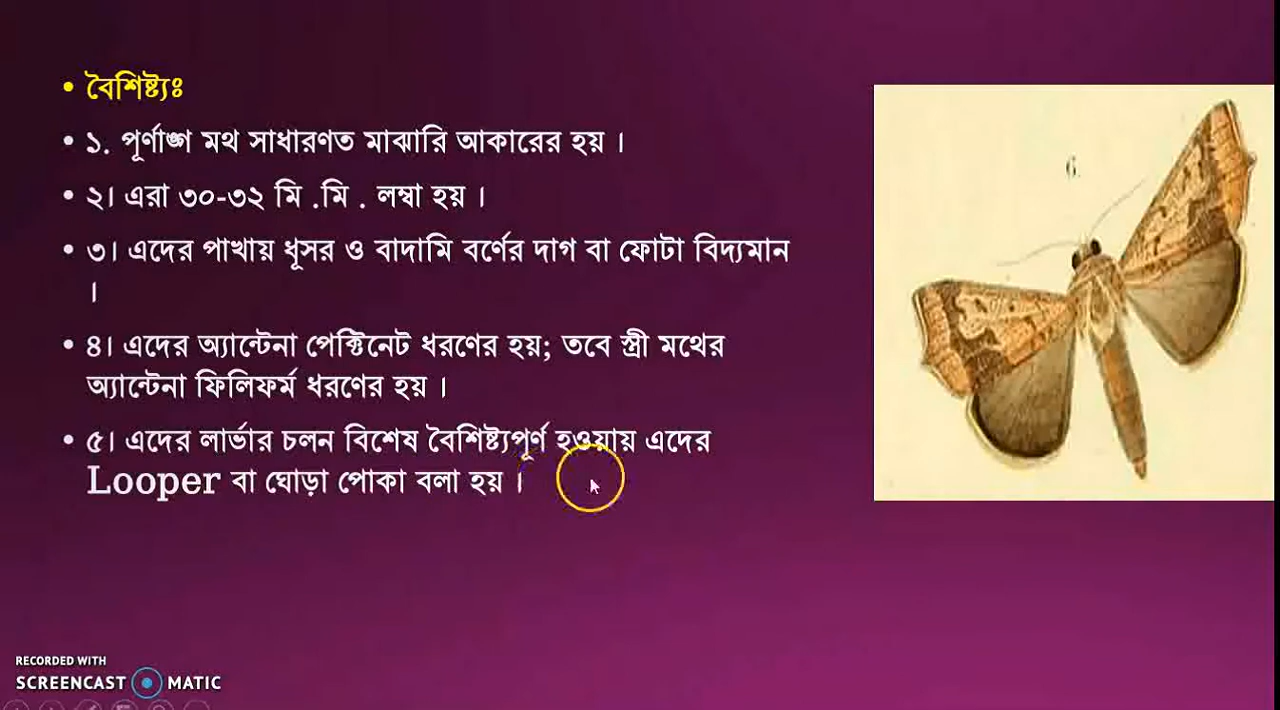 • বৈশিষ্ট্যঃ
• ১. পূর্ণাঙ্গ মথ সাধারণত মাঝারি আকারের হয় ।
• ২। এরা ৩০-৩২ মি .মি . লম্বা হয় ।
• ৩। এদের পাখায় ধূসর ও বাদামি বর্ণের দাগ বা ফোটা বিদ্যমান
।
• ৪। এদের অ্যান্টেনা পেক্টিনেট ধরণের হয়; তবে স্ত্রী মথের
অ্যান্টেনা ফিলিফর্ম ধরণের হয় ।
• ৫। এদের লার্ভার চলন বিশেষ বৈশিষ্ট্যপূর্ণ হওয়ায় এদের
Looper বা ঘোড়া পোকা বলা হয় ।
6.
RECORDED WITH
SCREENCAST MATIC